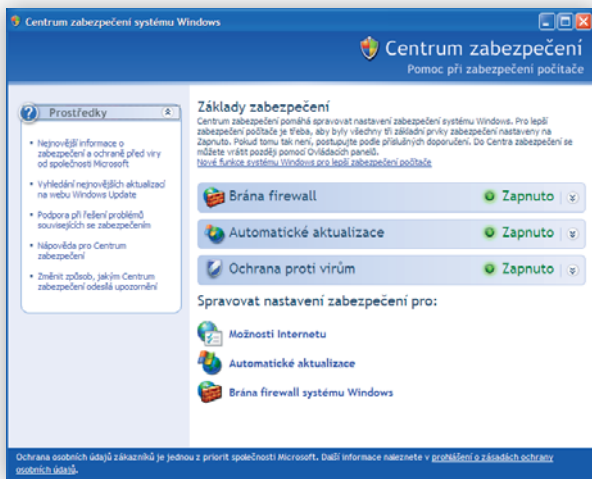 Centrum zabezpečení systému Windows
Centrum zabezpečení
Pomoc při zabezpečení počítače
Prostředky
Nejnovější informace o
zabezpečení a ochraně před viry
od společnosti Microsoft
Vyhledání nejnovějších aktualizací
na webu Windows Update
Podpora při řešení problémů
souvisejících se zabezpečením
Nápověda pro Centrum
zabezpečení
Změnit způsob, jakým Centrum
zabezpečení odesílá upozornění
Základy zabezpečení
Centrum zabezpečení pomáhá spravovat nastavení zabezpečení systému Windows. Pro lepší
zabezpečení počítače je třeba, aby byly všechny tři základní prvky zabezpečení nastaveny na
Zapnuto. Pokud tomu tak není, postupujte podle příslušných doporučení. Do Centra zabezpečení se
můžete vrátit později pomocí Ovládacích panelů.
Nové funkce systému Windows pro lepší zabezpečení počítače
Brána firewall Zapnuto
Automatické aktualizace Zapnuto
Ochrana proti virům Zapnuto
Spravovat nastavení zabezpečení pro:
Možnosti Internetu
Automatické aktualizace
Brána firewall systému Windows
Ochrana osobních údajů zákazníků je jednou z priorit společnosti Microsoft. Další informace naleznete v prohlášení o zásadách ochrany
osobních údajů.